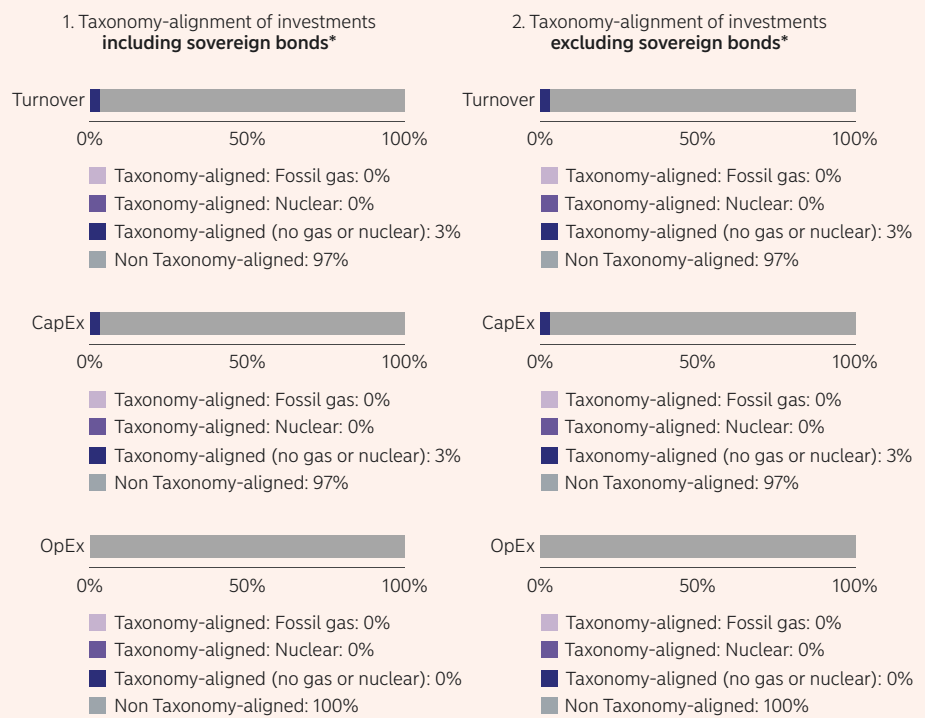 1. Taxonomy-alignment of investments
including sovereign bonds*
Turnover
0% 50% 100%
Taxonomy-aligned: Fossil gas: 0%
Taxonomy-aligned: Nuclear: 0%
Taxonomy-aligned (no gas or nuclear): 3%
Non Taxonomy-aligned: 97%
CapEx
0% 50% 100%
Taxonomy-aligned: Fossil gas: 0%
Taxonomy-aligned: Nuclear: 0%
Taxonomy-aligned (no gas or nuclear): 3%
Non Taxonomy-aligned: 97%
OpEx
0% 50% 100%
Taxonomy-aligned: Fossil gas: 0%
Taxonomy-aligned: Nuclear: 0%
Taxonomy-aligned (no gas or nuclear): 0%
Non Taxonomy-aligned: 100%
2. Taxonomy-alignment of investments
excluding sovereign bonds*
Turnover
0% 50% 100%
Taxonomy-aligned: Fossil gas: 0%
Taxonomy-aligned: Nuclear: 0%
Taxonomy-aligned (no gas or nuclear): 3%
Non Taxonomy-aligned: 97%
CapEx
0% 50% 100%
Taxonomy-aligned: Fossil gas: 0%
Taxonomy-aligned: Nuclear: 0%
Taxonomy-aligned (no gas or nuclear): 3%
Non Taxonomy-aligned: 97%
OpEx
0% 50% 100%
Taxonomy-aligned: Fossil gas: 0%
Taxonomy-aligned: Nuclear: 0%
Taxonomy-aligned (no gas or nuclear): 0%
Non Taxonomy-aligned: 100%